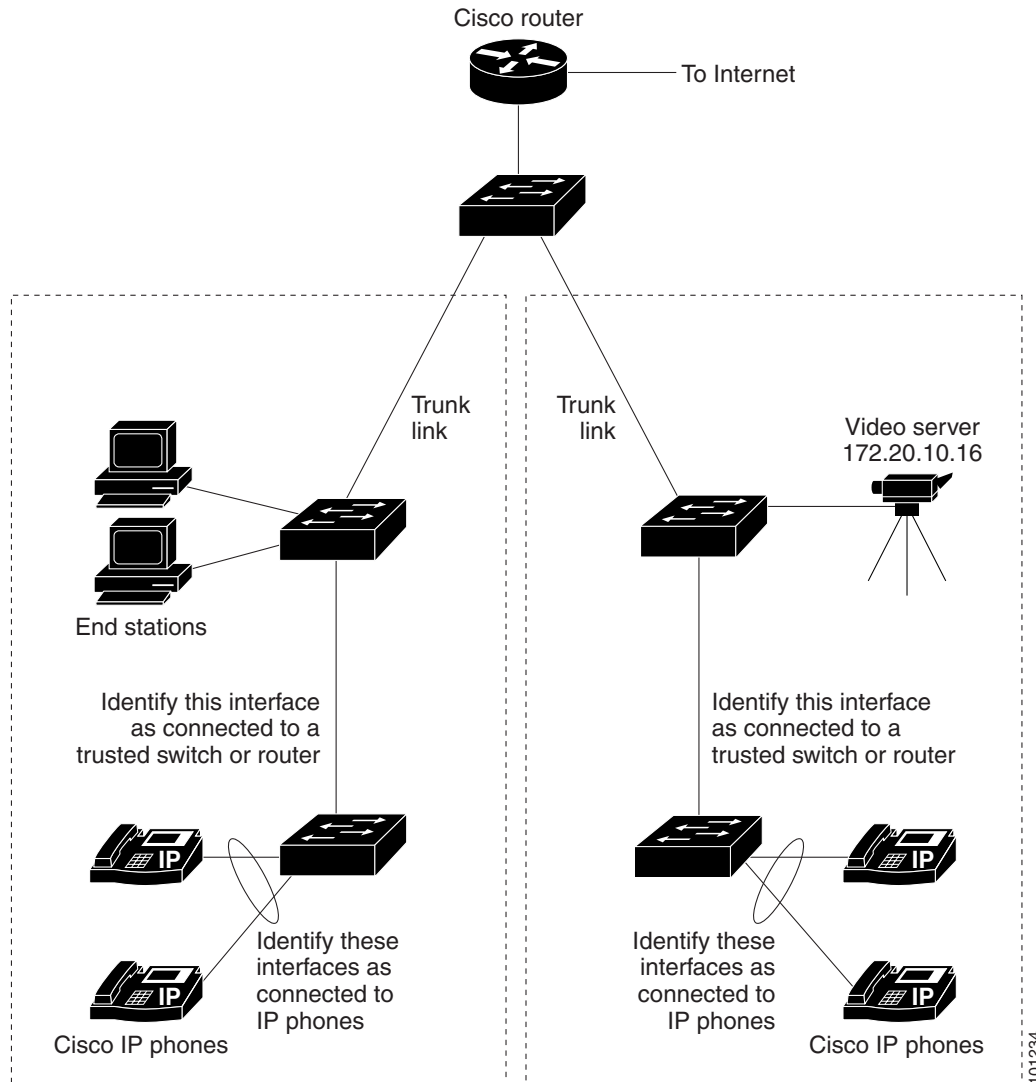 Cisco router
To Internet
Trunk
link
Trunk
link
Video server
172.20.10.16
End stations
Identify this interface
as connected to a
trusted switch or router
Identify this interface
as connected to a
trusted switch or router
IP
IP
Identify these
interfaces as
connected to
IP phones
Identify these
interfaces as
connected to
IP phones
IP
IP
Cisco IP phones
Cisco IP phones
101234